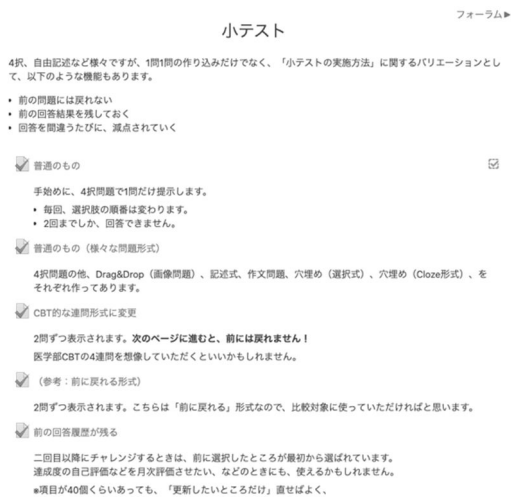 フォーラム▶
小テスト
4択、自由記述など様々ですが、1問1問の作り込みだけでなく、「小テストの実施方法」に関するバリエーションとし
て、以下のような機能もあります。
• 前の問題には戻れない
• 前の回答結果を残しておく
• 回答を間違うたびに、減点されていく
普通のもの
手始めに、4択問題で1問だけ提示します。
• 毎回、選択肢の順番は変わります。
• 2回までしか、回答できません。
普通のもの（様々な問題形式）
4択問題の他、Drag&Drop（画像問題）、記述式、作文問題、穴埋め（選択式）、穴埋め（Cloze形式）、を
それぞれ作ってあります。
CBT的な連問形式に変更
2問ずつ表示されます。次のページに進むと、前には戻れません！
医学部CBTの4連問を想像していただくといいかもしれません。
（参考：前に戻れる形式）
2問ずつ表示されます。こちらは「前に戻れる」形式なので、比較対象に使っていただければと思います。
前の回答履歴が残る
二回目以降にチャレンジするときは、前に選択したところが最初から選ばれています。
達成度の自己評価などを月次評価させたい、などのときにも、使えるかもしれません。
※項目が40個くらいあっても、「更新したいところだけ」直せばよく、